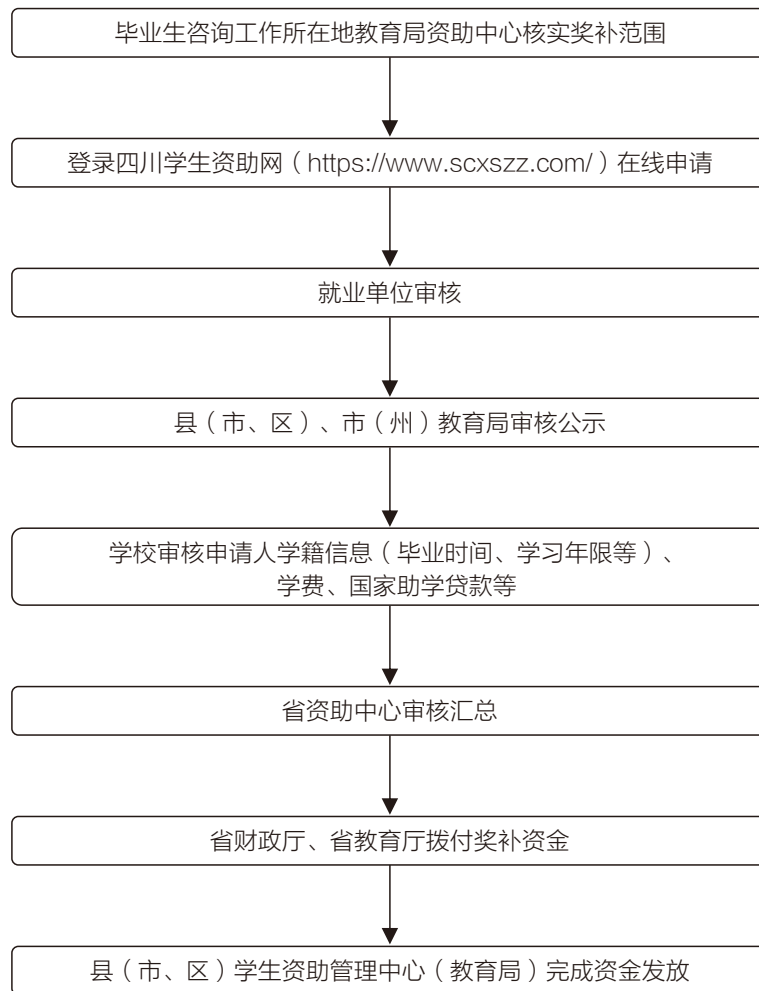 毕业生咨询工作所在地教育局资助中心核实奖补范围
登录四川学生资助网（https://www.scxszz.com/）在线申请
就业单位审核
县（市、区）、市（州）教育局审核公示
学校审核申请人学籍信息（毕业时间、学习年限等）、
学费、国家助学贷款等
省资助中心审核汇总
省财政厅、省教育厅拨付奖补资金
县（市、区）学生资助管理中心（教育局）完成资金发放